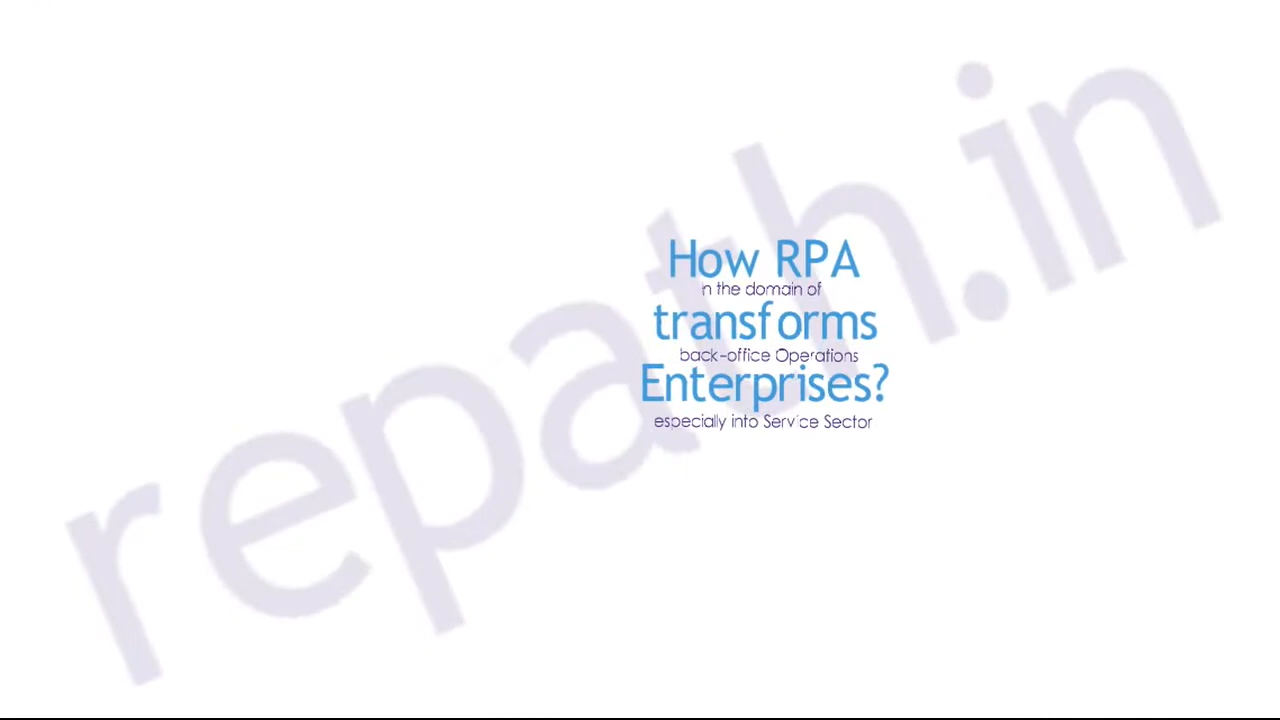 repath.in
How RPA
in the domain of
transforms
back-office Operations
Enterprises?
especially into Service Sector